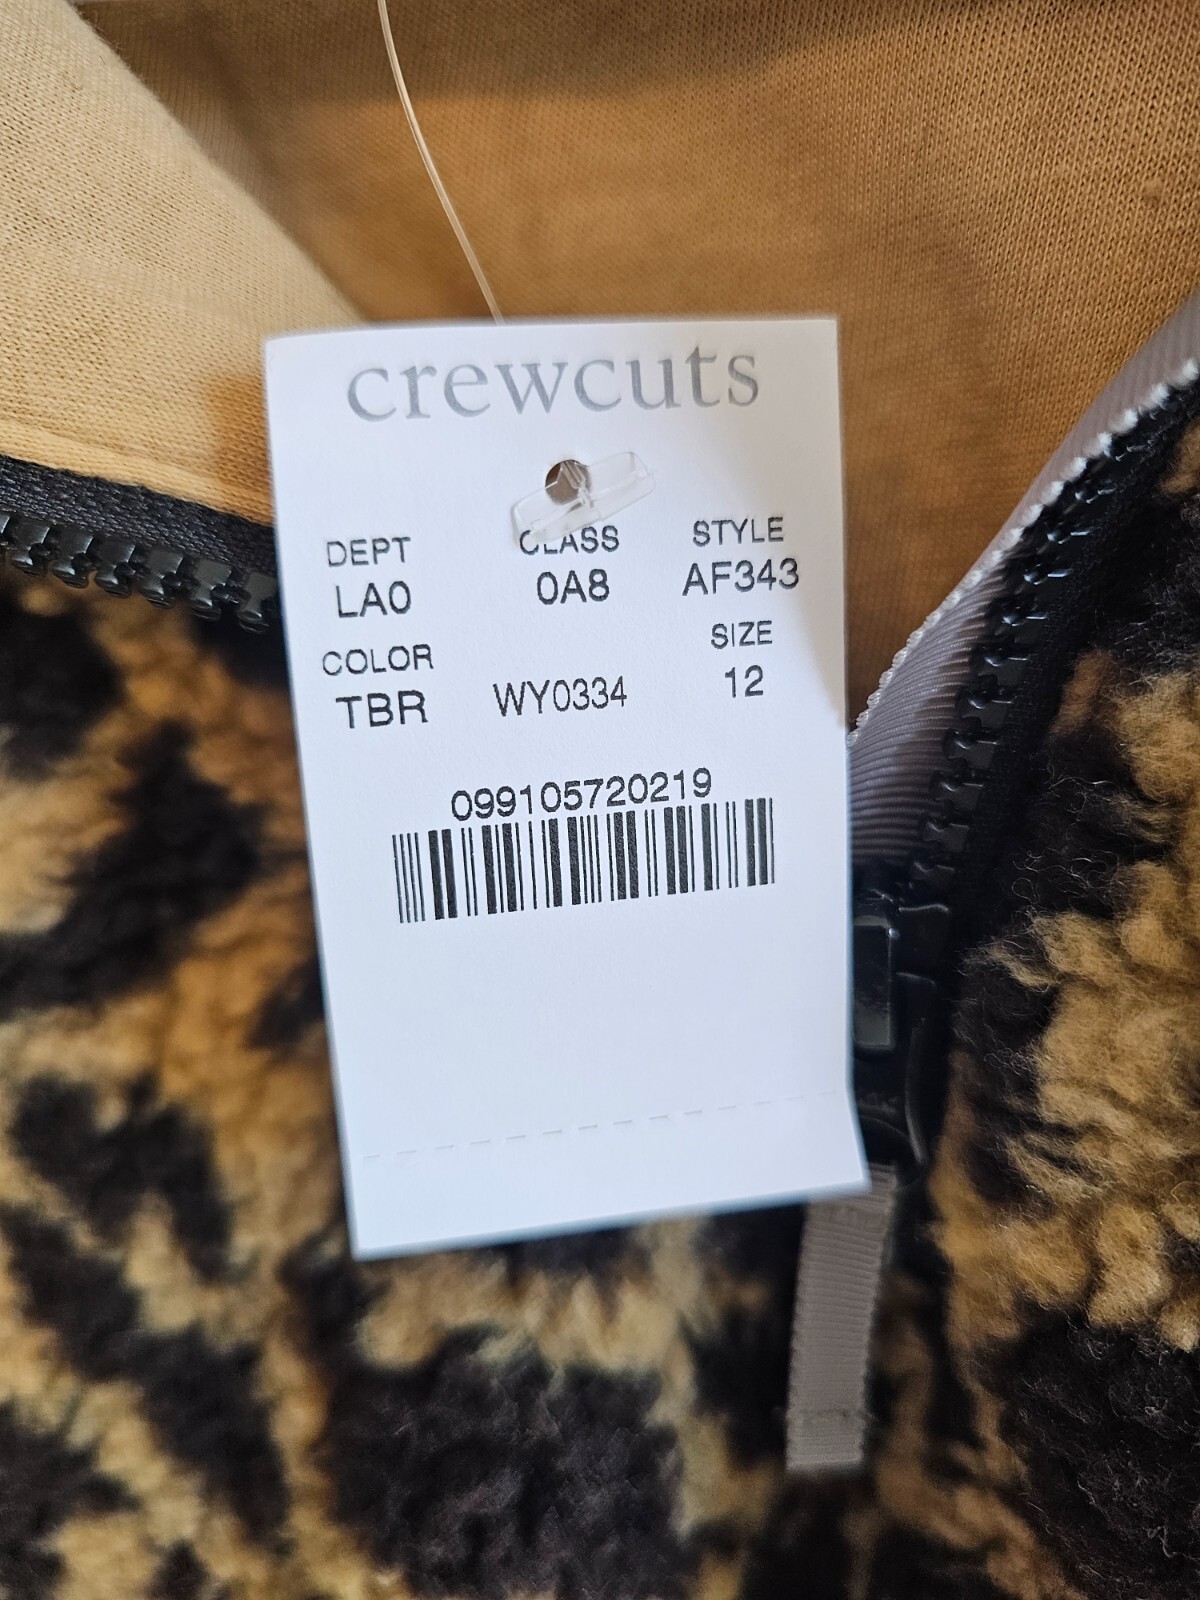 crewcuts
DEPT CLASS STYLE
LA0 0A8 AF343
COLOR SIZE
TBR WY0334 12
099105720219